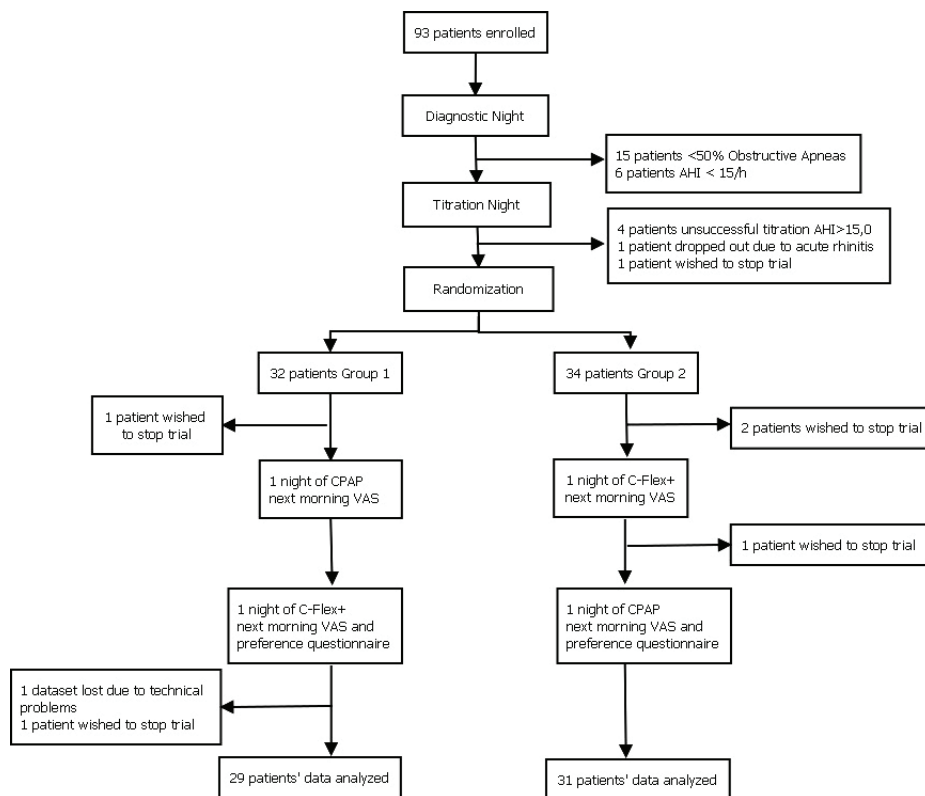 93 patients enrolled
Diagnostic Night
15 patients <50% Obstructive Apneas
6 patients AHI < 15/h
Titration Night
4 patients unsuccessful titration AHI>15,0
1 patient dropped out due to acute rhinitis
1 patient wished to stop trial
Randomization
32 patients Group 1
34 patients Group 2
1 patient wished
to stop trial
2 patients wished to stop trial
1 night of CPAP
next morning VAS
1 night of C-Flex+
next morning VAS
1 patient wished to stop trial
1 night of C-Flex+
next morning VAS and
preference questionnaire
1 night of CPAP
next morning VAS and
preference questionnaire
1 dataset lost due to technical
problems
1 patient wished to stop trial
29 patients' data analyzed
31 patients' data analyzed